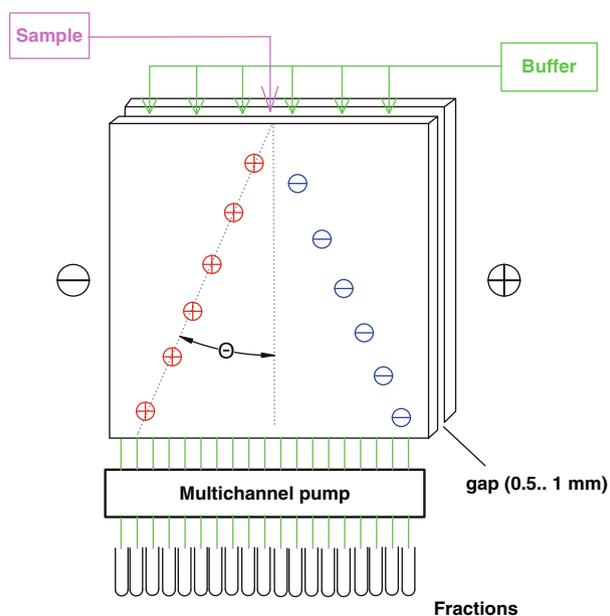 Sample
Buffer
Θ
gap (0.5.. 1 mm)
Multichannel pump
Fractions